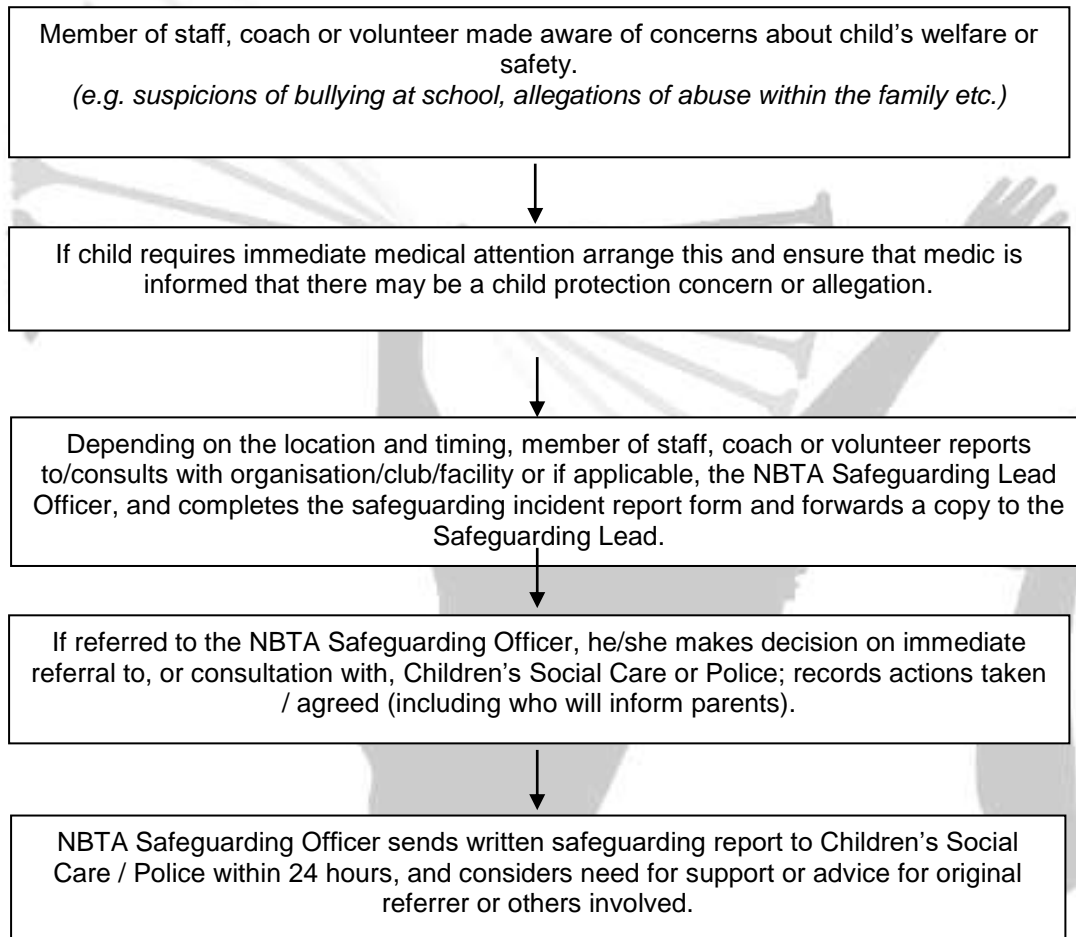 Member of staff, coach or volunteer made aware of concerns about child’s welfare or
safety.
(e.g. suspicions of bullying at school, allegations of abuse within the family etc.)
If child requires immediate medical attention arrange this and ensure that medic is
informed that there may be a child protection concern or allegation.
Depending on the location and timing, member of staff, coach or volunteer reports
to/consults with organisation/club/facility or if applicable, the NBTA Safeguarding Lead
Officer, and completes the safeguarding incident report form and forwards a copy to the
Safeguarding Lead.
If referred to the NBTA Safeguarding Officer, he/she makes decision on immediate
referral to, or consultation with, Children’s Social Care or Police; records actions taken
/ agreed (including who will inform parents).
NBTA Safeguarding Officer sends written safeguarding report to Children’s Social
Care / Police within 24 hours, and considers need for support or advice for original
referrer or others involved.